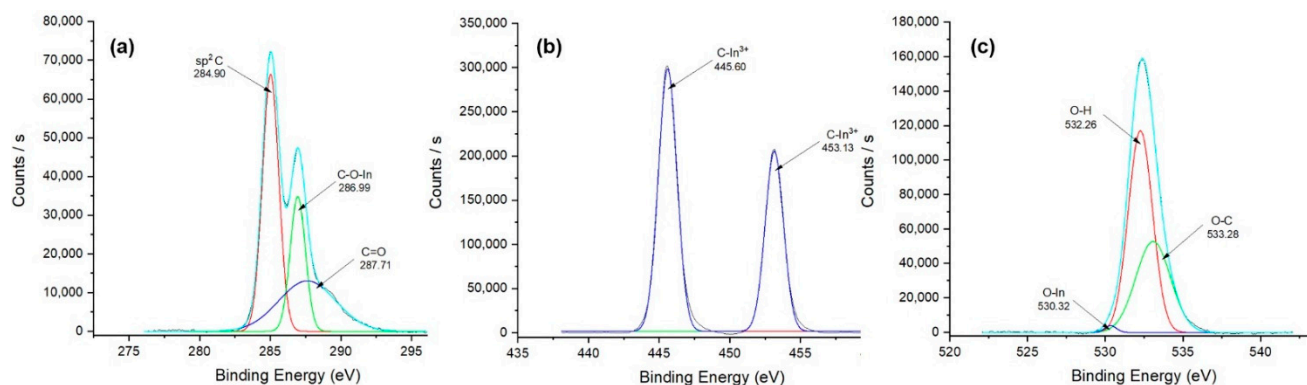 (a)
80,000
70,000
60,000
50,000
40,000
30,000
20,000
10,000
0
Counts / s
sp²C
284.90
C-O-In
286.99
C=O
287.71
275 280 285 290 295
Binding Energy (eV)
(b)
350,000
300,000
250,000
200,000
150,000
100,000
50,000
0
Counts / s
C-In³⁺
445.60
C-In³⁺
453.13
435 440 445 450 455
Binding Energy (eV)
(c)
180,000
160,000
140,000
120,000
100,000
80,000
60,000
40,000
20,000
0
Counts / s
O-H
532.26
O-C
533.28
O-In
530.32
520 525 530 535 540
Binding Energy (eV)